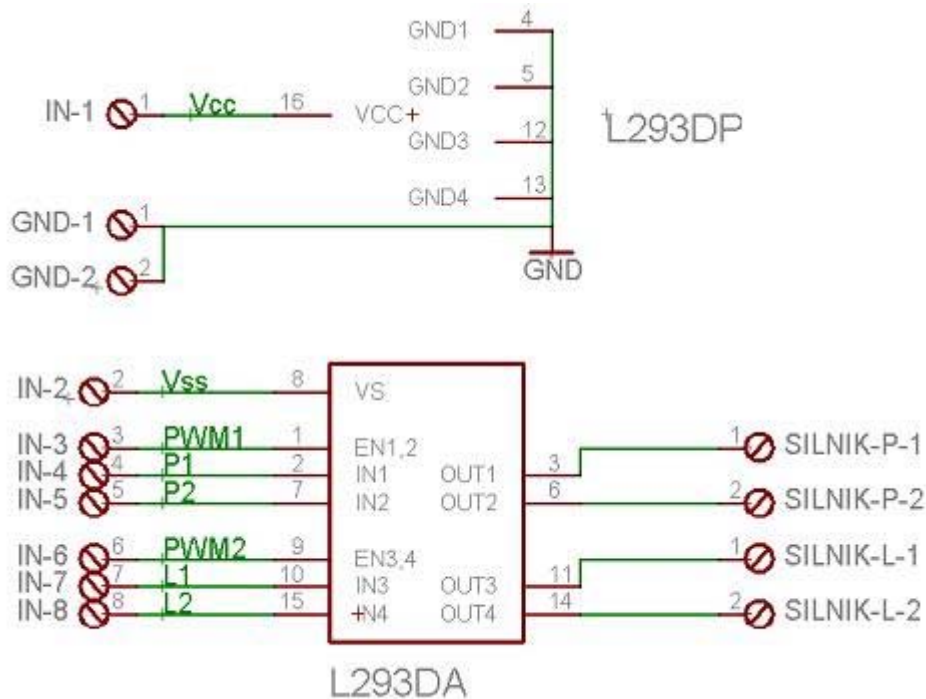 GND1 4
GND2 5
IN-1 1 Vcc 16 VCC
GND3 12
L293DP
GND4 13
GND-1 1
GND-2 2
GND
IN-2 2 Vss 8 VS
IN-3 3 PWM1 1 EN1,2
IN-4 4 P1 2 IN1 OUT1 3 1 SILNIK-P-1
IN-5 5 P2 7 IN2 OUT2 6 2 SILNIK-P-2
IN-6 6 PWM2 9 EN3,4 1 SILNIK-L-1
IN-7 7 L1 10 IN3 OUT3 11
IN-8 8 L2 15 IN4 OUT4 14 2 SILNIK-L-2
L293DA